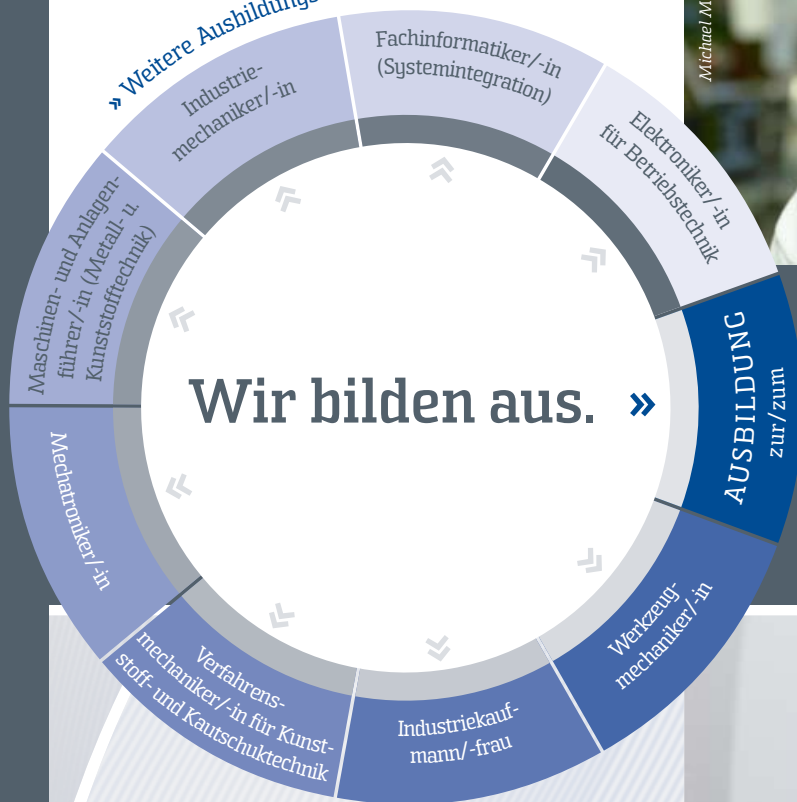 » Weitere Ausbildungs
Michael M
Wir bilden aus. »
AUSBILDUNG
zur/zum
Werkzeug-
mechaniker/-in
Industriekauf-
mann/-frau
Verfahrens-
mechaniker/-in für Kunst-
stoff- und Kautschuktechnik
Mechatroniker/-in
Maschinen- und Anlagen-
führer/-in (Metall- u.
Kunststofftechnik)
Industrie-
mechaniker/-in
Fachinformatiker/-in
(Systemintegration)
Elektroniker/-in
für Betriebstechnik